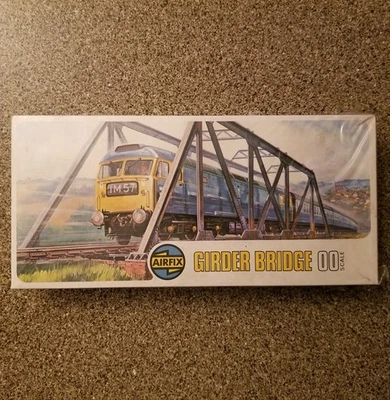 1M57
AIRFIX
GIRDER BRIDGE 00 SCALE